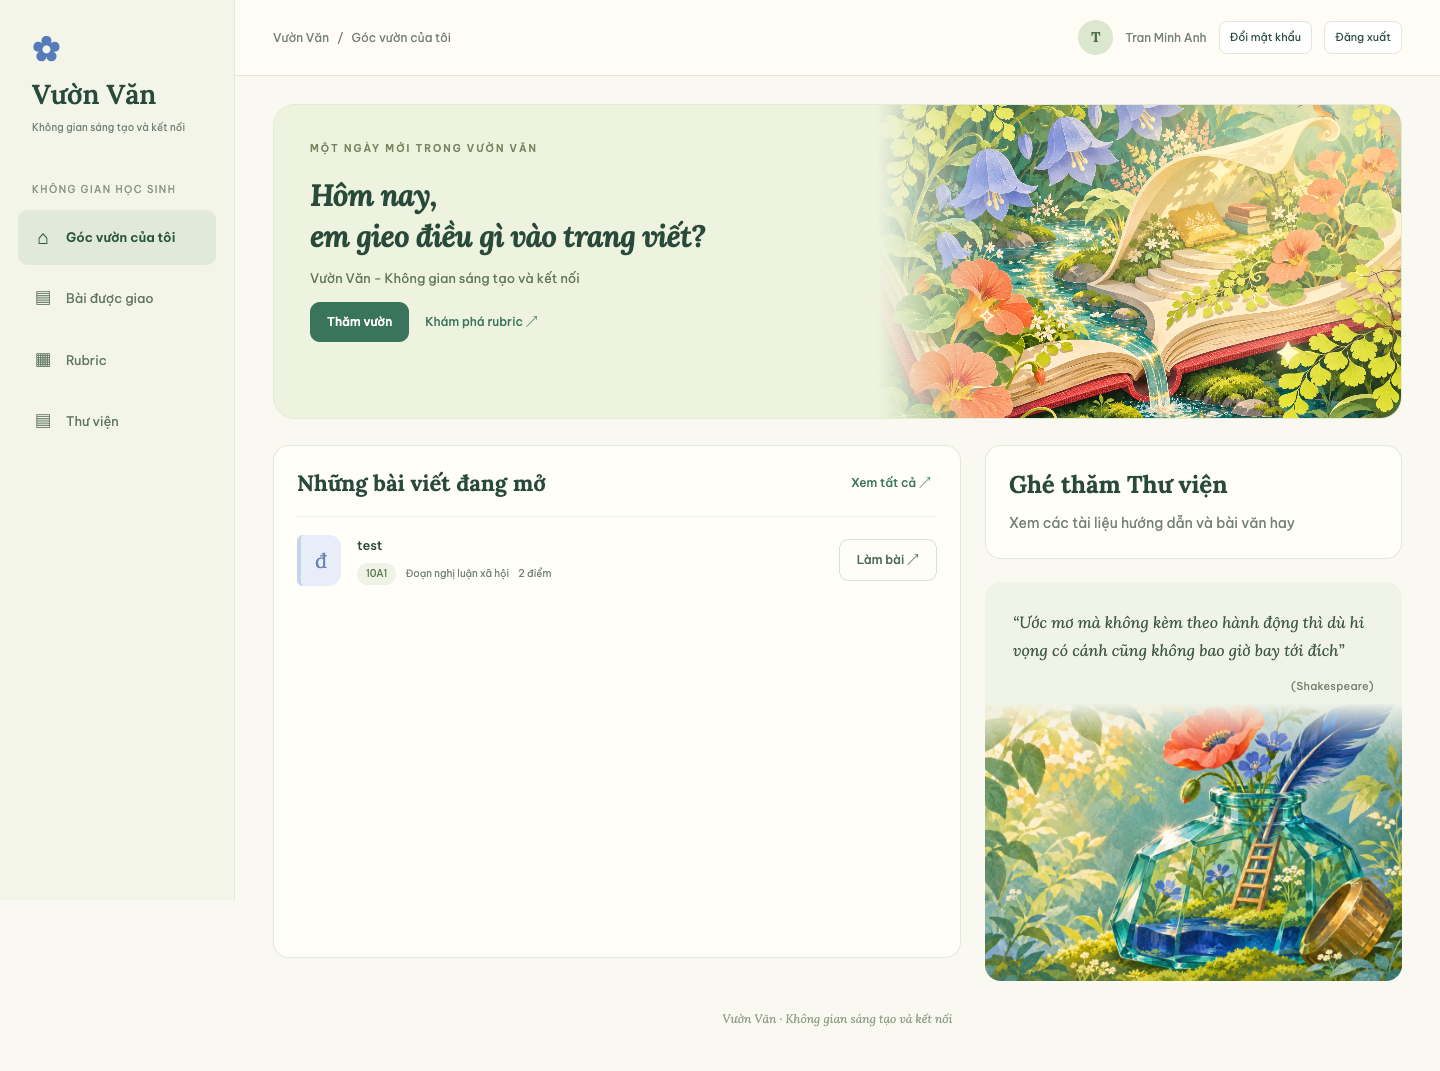 Vườn Văn
Không gian sáng tạo và kết nối
KHÔNG GIAN HỌC SINH
Góc vườn của tôi
Bài được giao
Rubric
Thư viện
Vườn Văn / Góc vườn của tôi
T
Tran Minh Anh
Đổi mật khẩu
Đăng xuất
MỘT NGÀY MỚI TRONG VƯỜN VĂN
Hôm nay,
em gieo điều gì vào trang viết?
Vườn Văn - Không gian sáng tạo và kết nối
Thăm vườn
Khám phá rubric ↗
Những bài viết đang mở
Xem tất cả ↗
đ
test
10A1
Đoạn nghị luận xã hội
2 điểm
Làm bài ↗
Ghé thăm Thư viện
Xem các tài liệu hướng dẫn và bài văn hay
“Ước mơ mà không kèm theo hành động thì dù hi
vọng có cánh cũng không bao giờ bay tới đích”
(Shakespeare)
Vườn Văn · Không gian sáng tạo và kết nối